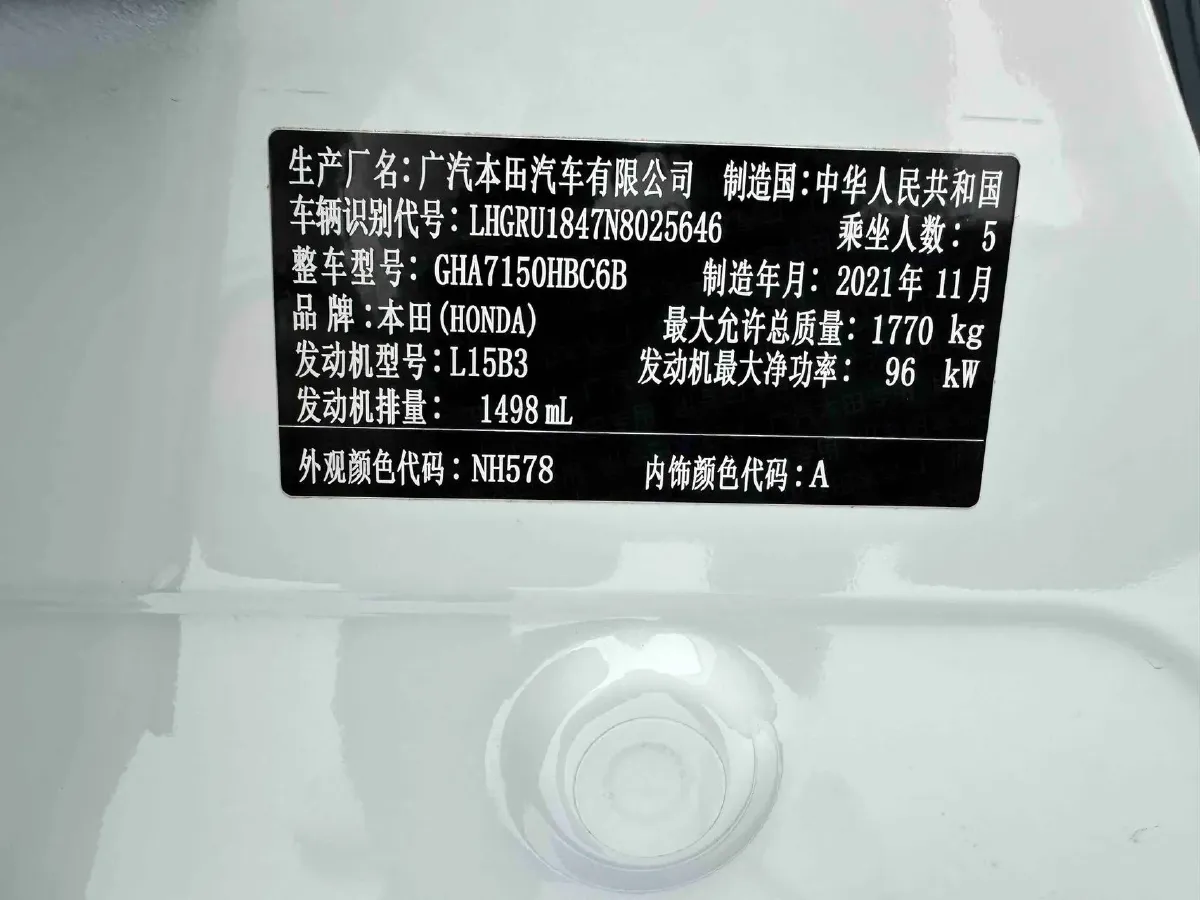 生产厂名:广汽本田汽车有限公司 制造国:中华人民共和国
车辆识别代号:LHGRU1847N8025646 乘坐人数:5
整车型号:GHA7150HBC6B 制造年月:2021年11月
品牌:本田(HONDA) 最大允许总质量:1770 kg
发动机型号:L15B3 发动机最大净功率:96 kW
发动机排量:1498mL
外观颜色代码:NH578 内饰颜色代码:A